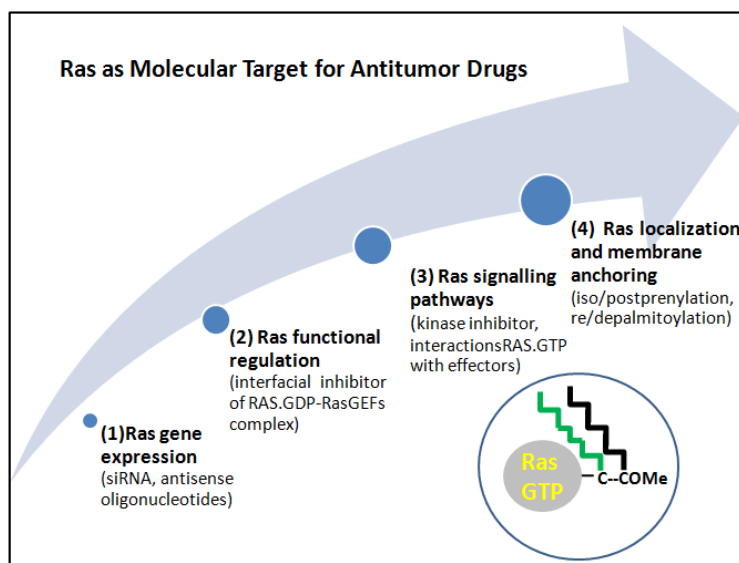 Ras as Molecular Target for Antitumor Drugs
(1)Ras gene
expression
(siRNA, antisense
oligonucleotides)
(2) Ras functional
regulation
(interfacial inhibitor
of RAS.GDP-RasGEFs
complex)
(3) Ras signalling
pathways
(kinase inhibitor,
interactionsRAS.GTP
with effectors)
(4) Ras localization
and membrane
anchoring
(iso/postprenylation,
re/depalmitoylation)
Ras
GTP
C--COMe